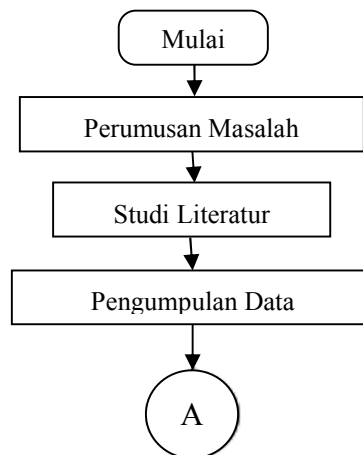 Mulai
Perumusan Masalah
Studi Literatur
Pengumpulan Data
A